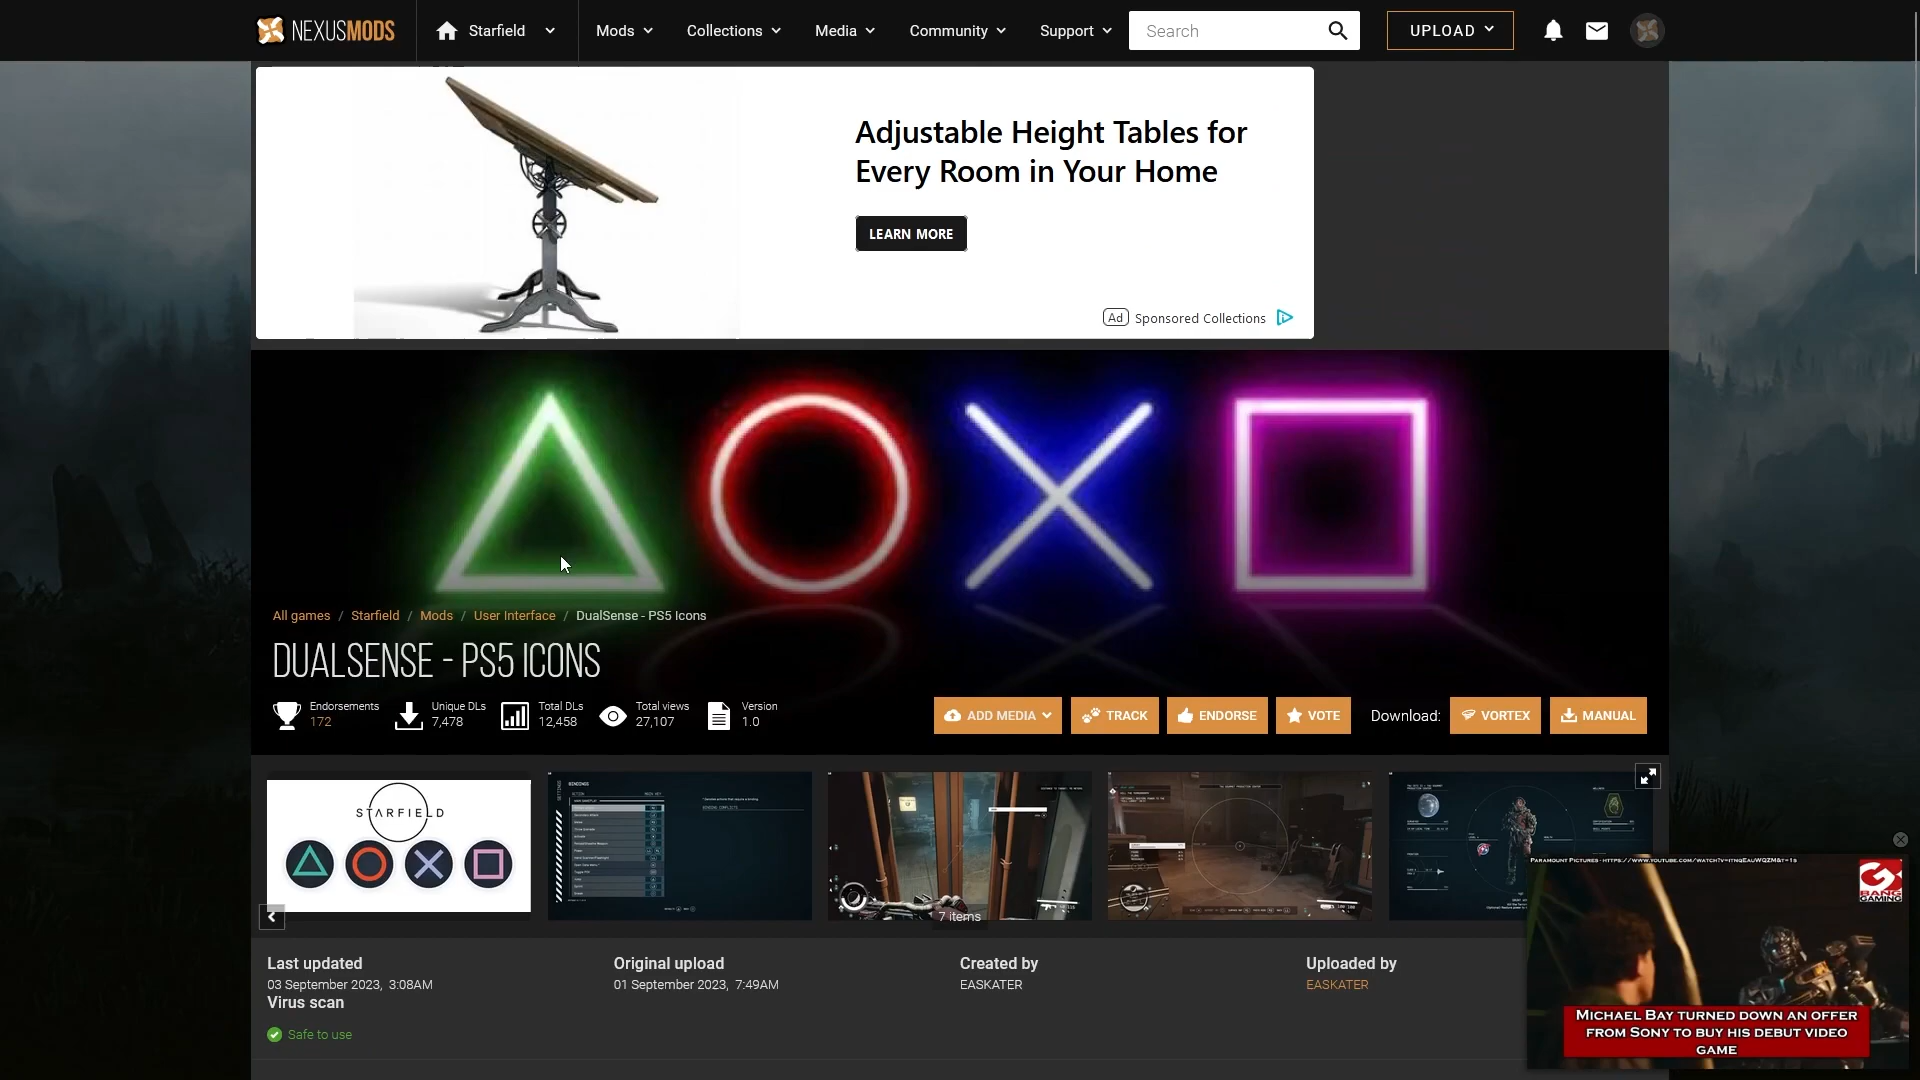 NEXUSMODS
Starfield
Mods
Collections
Media
Community
Support
Search
UPLOAD
Adjustable Height Tables for
Every Room in Your Home
LEARN MORE
Ad Sponsored Collections
All games / Starfield / Mods / User Interface / DualSense - PS5 Icons
DUALSENSE - PS5 ICONS
Endorsements
172
Unique DLs
7,478
Total DLs
12,458
Total views
27,107
Version
1.0
ADD MEDIA
TRACK
ENDORSE
VOTE
Download:
VORTEX
MANUAL
STARFIELD
BINDINGS
7 items
Last updated
03 September 2023, 3:08AM
Original upload
01 September 2023, 7:49AM
Created by
EASKATER
Uploaded by
EASKATER
Virus scan
Safe to use
Paramount Pictures - https://www.youtube.com/watch?v=itnqEauWQZM&t=1s
BANG
GAMING
MICHAEL BAY TURNED DOWN AN OFFER
FROM SONY TO BUY HIS DEBUT VIDEO
GAME